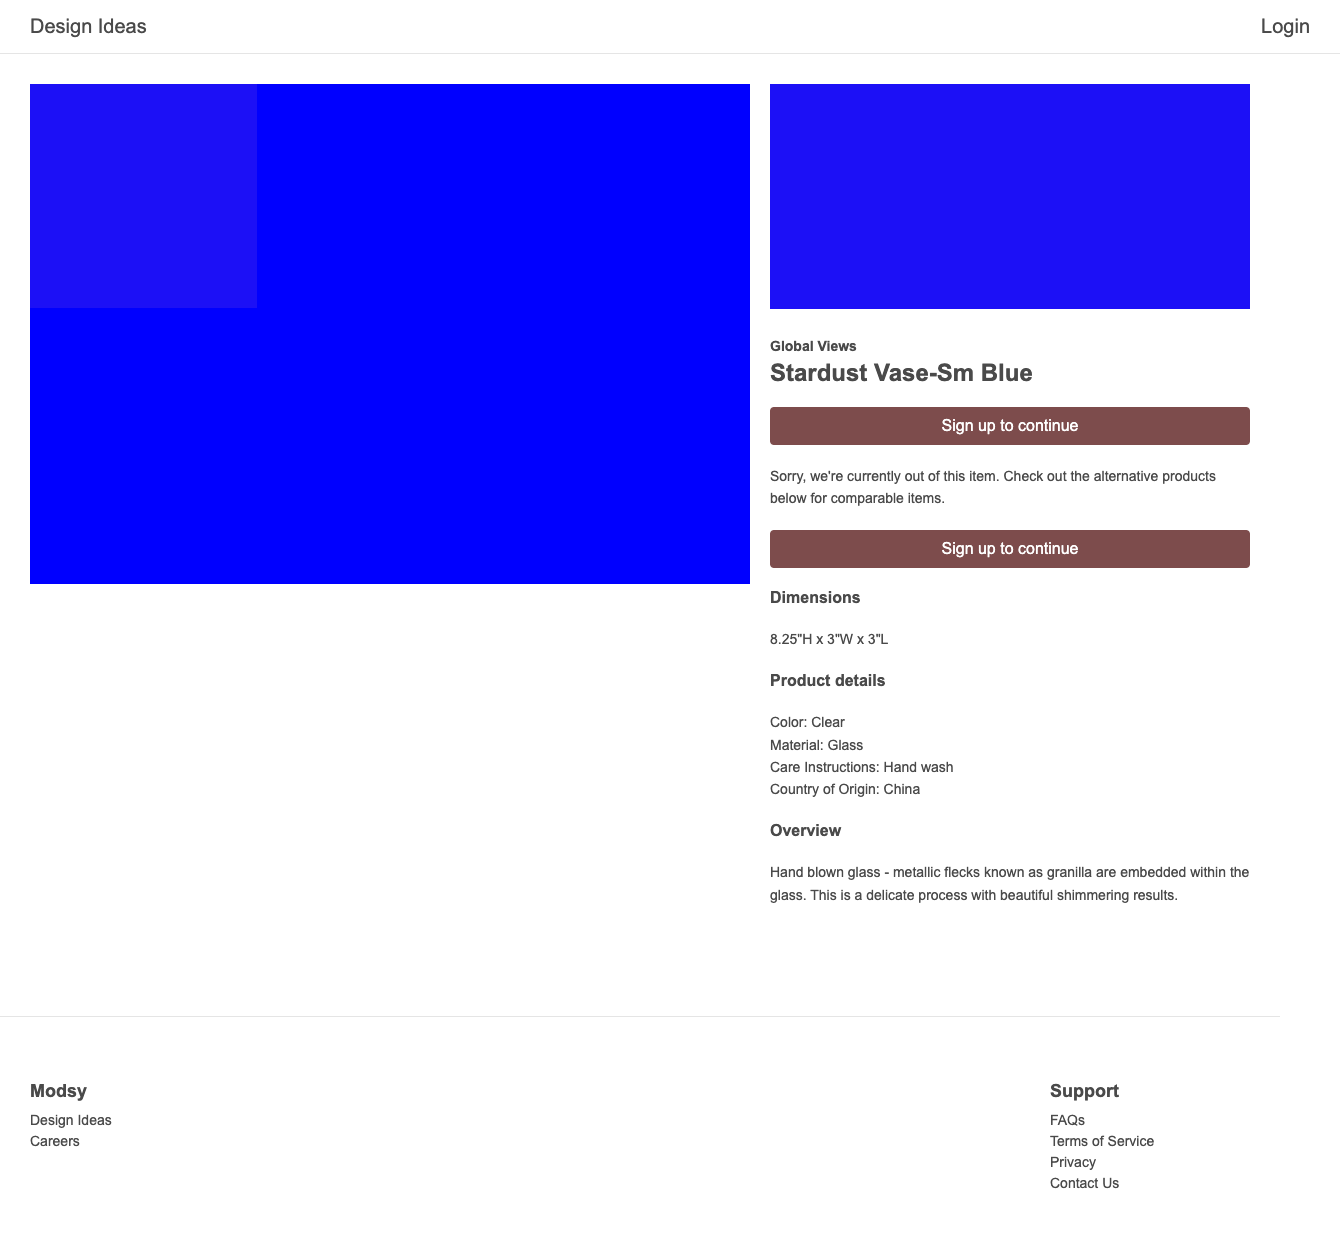 Design Ideas
Login
Global Views
Stardust Vase-Sm Blue
Sign up to continue
Sorry, we're currently out of this item. Check out the alternative products
below for comparable items.
Sign up to continue
Dimensions
8.25"H x 3"W x 3"L
Product details
Color: Clear
Material: Glass
Care Instructions: Hand wash
Country of Origin: China
Overview
Hand blown glass - metallic flecks known as granilla are embedded within the
glass. This is a delicate process with beautiful shimmering results.
Modsy
Design Ideas
Careers
Support
FAQs
Terms of Service
Privacy
Contact Us